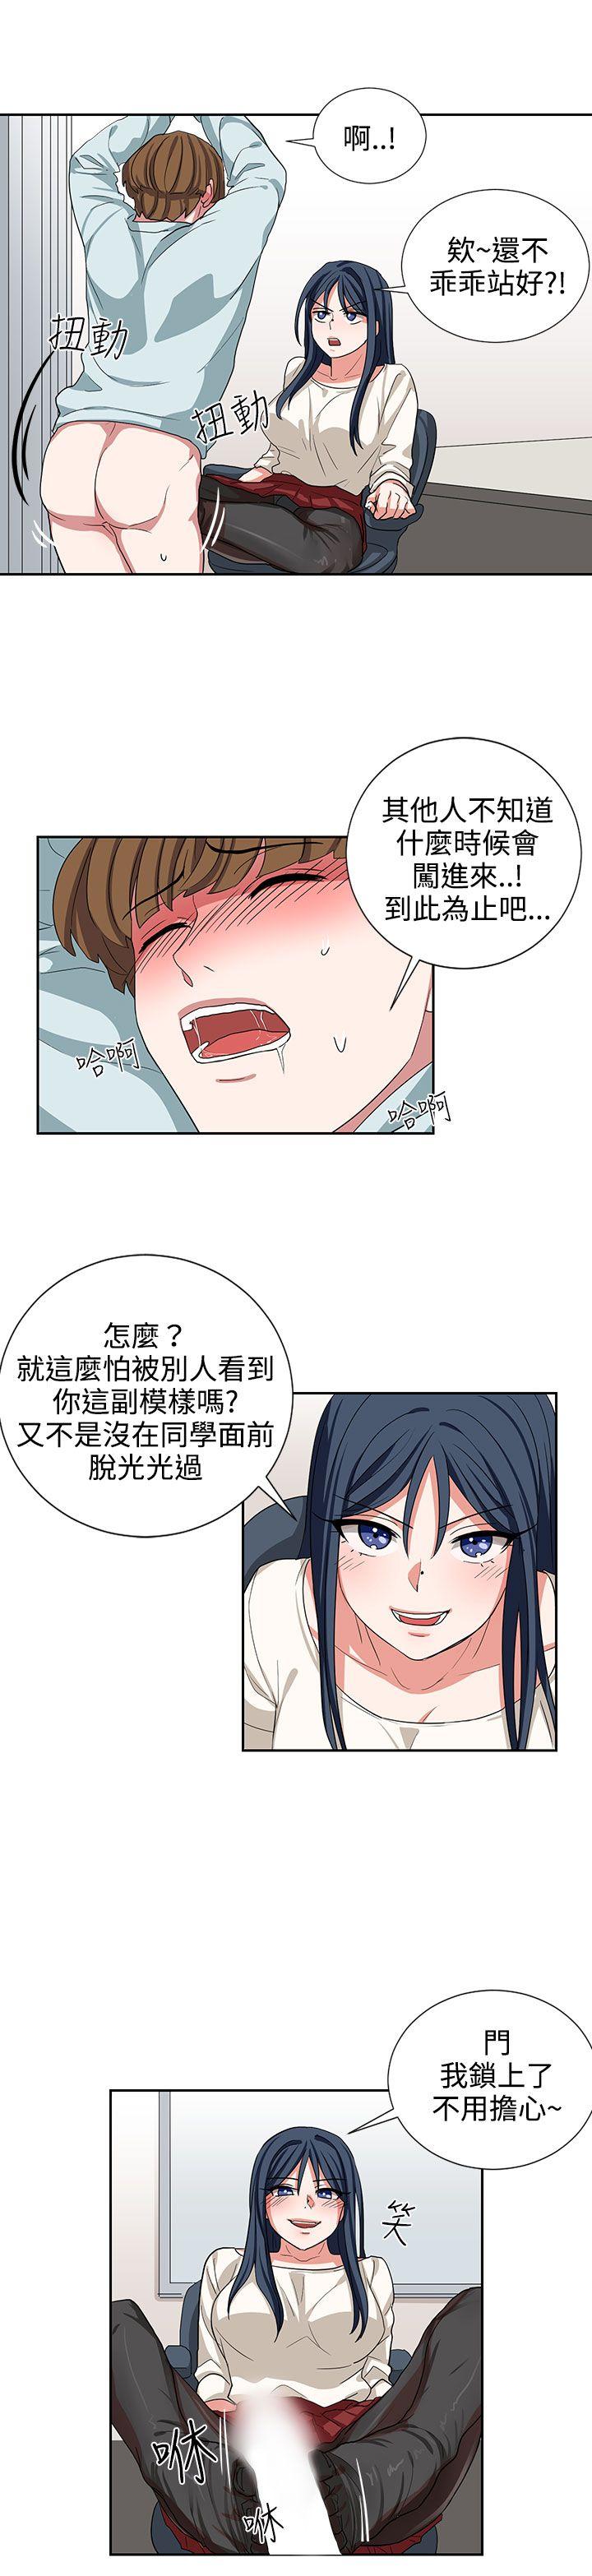 啊..!
欸~還不
乖乖站好?!
扭動
扭動
其他人不知道
什麼時候會
闖進來..!
到此為止吧...
哈啊
哈啊
怎麼?
就這麼怕被別人看到
你這副模樣嗎?
又不是沒在同學面前
脫光光過
門
我鎖上了
不用擔心~
笑
咻
咻